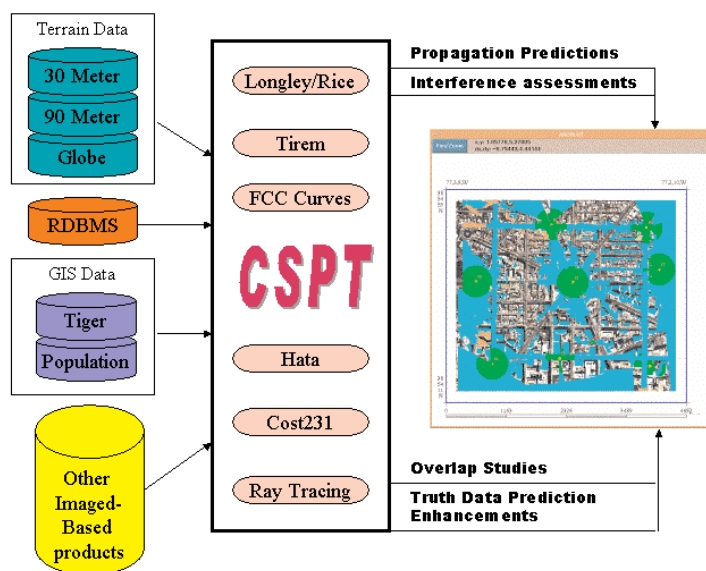 Terrain Data
30 Meter
90 Meter
Globe
RDBMS
GIS Data
Tiger
Population
Other
Imaged-
Based
products
Longley/Rice
Tirem
FCC Curves
CSPT
Hata
Cost231
Ray Tracing
Propagation Predictions
Interference assessments
Overlap Studies
Truth Data Prediction
Enhancements